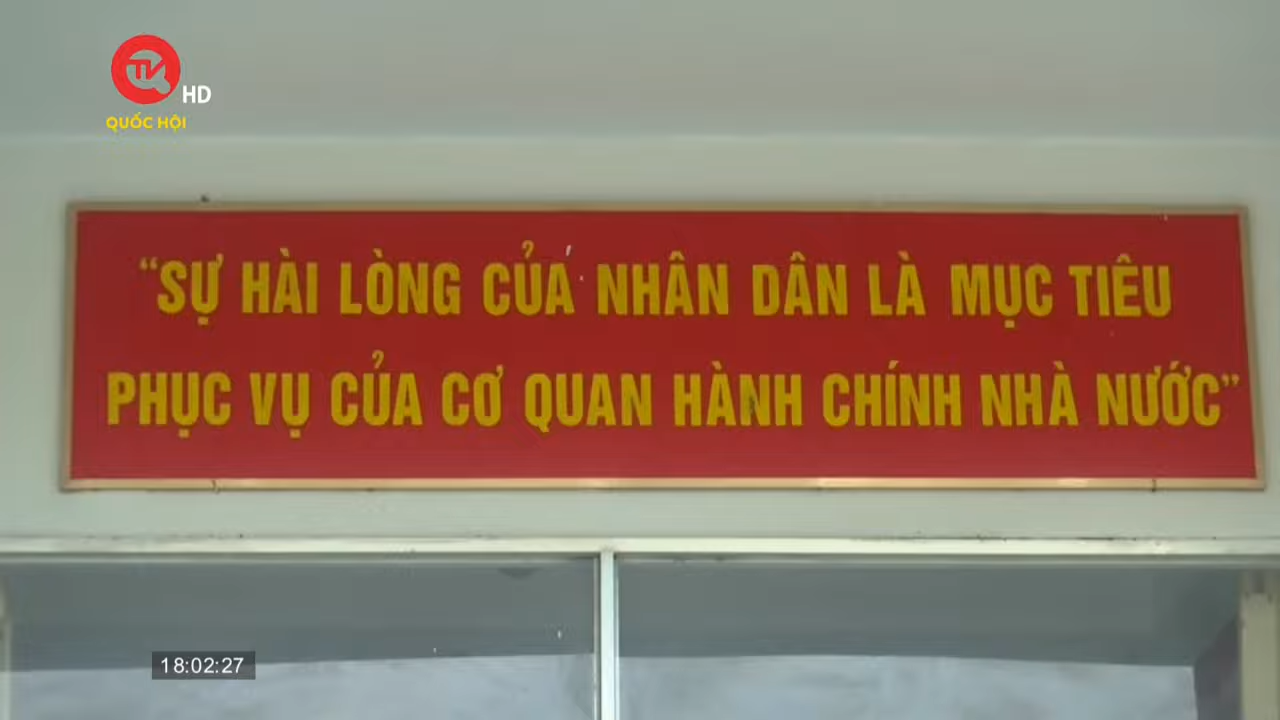 TV HD
QUỐC HỘI
“SỰ HÀI LÒNG CỦA NHÂN DÂN LÀ MỤC TIÊU
PHỤC VỤ CỦA CƠ QUAN HÀNH CHÍNH NHÀ NƯỚC”
18:02:27